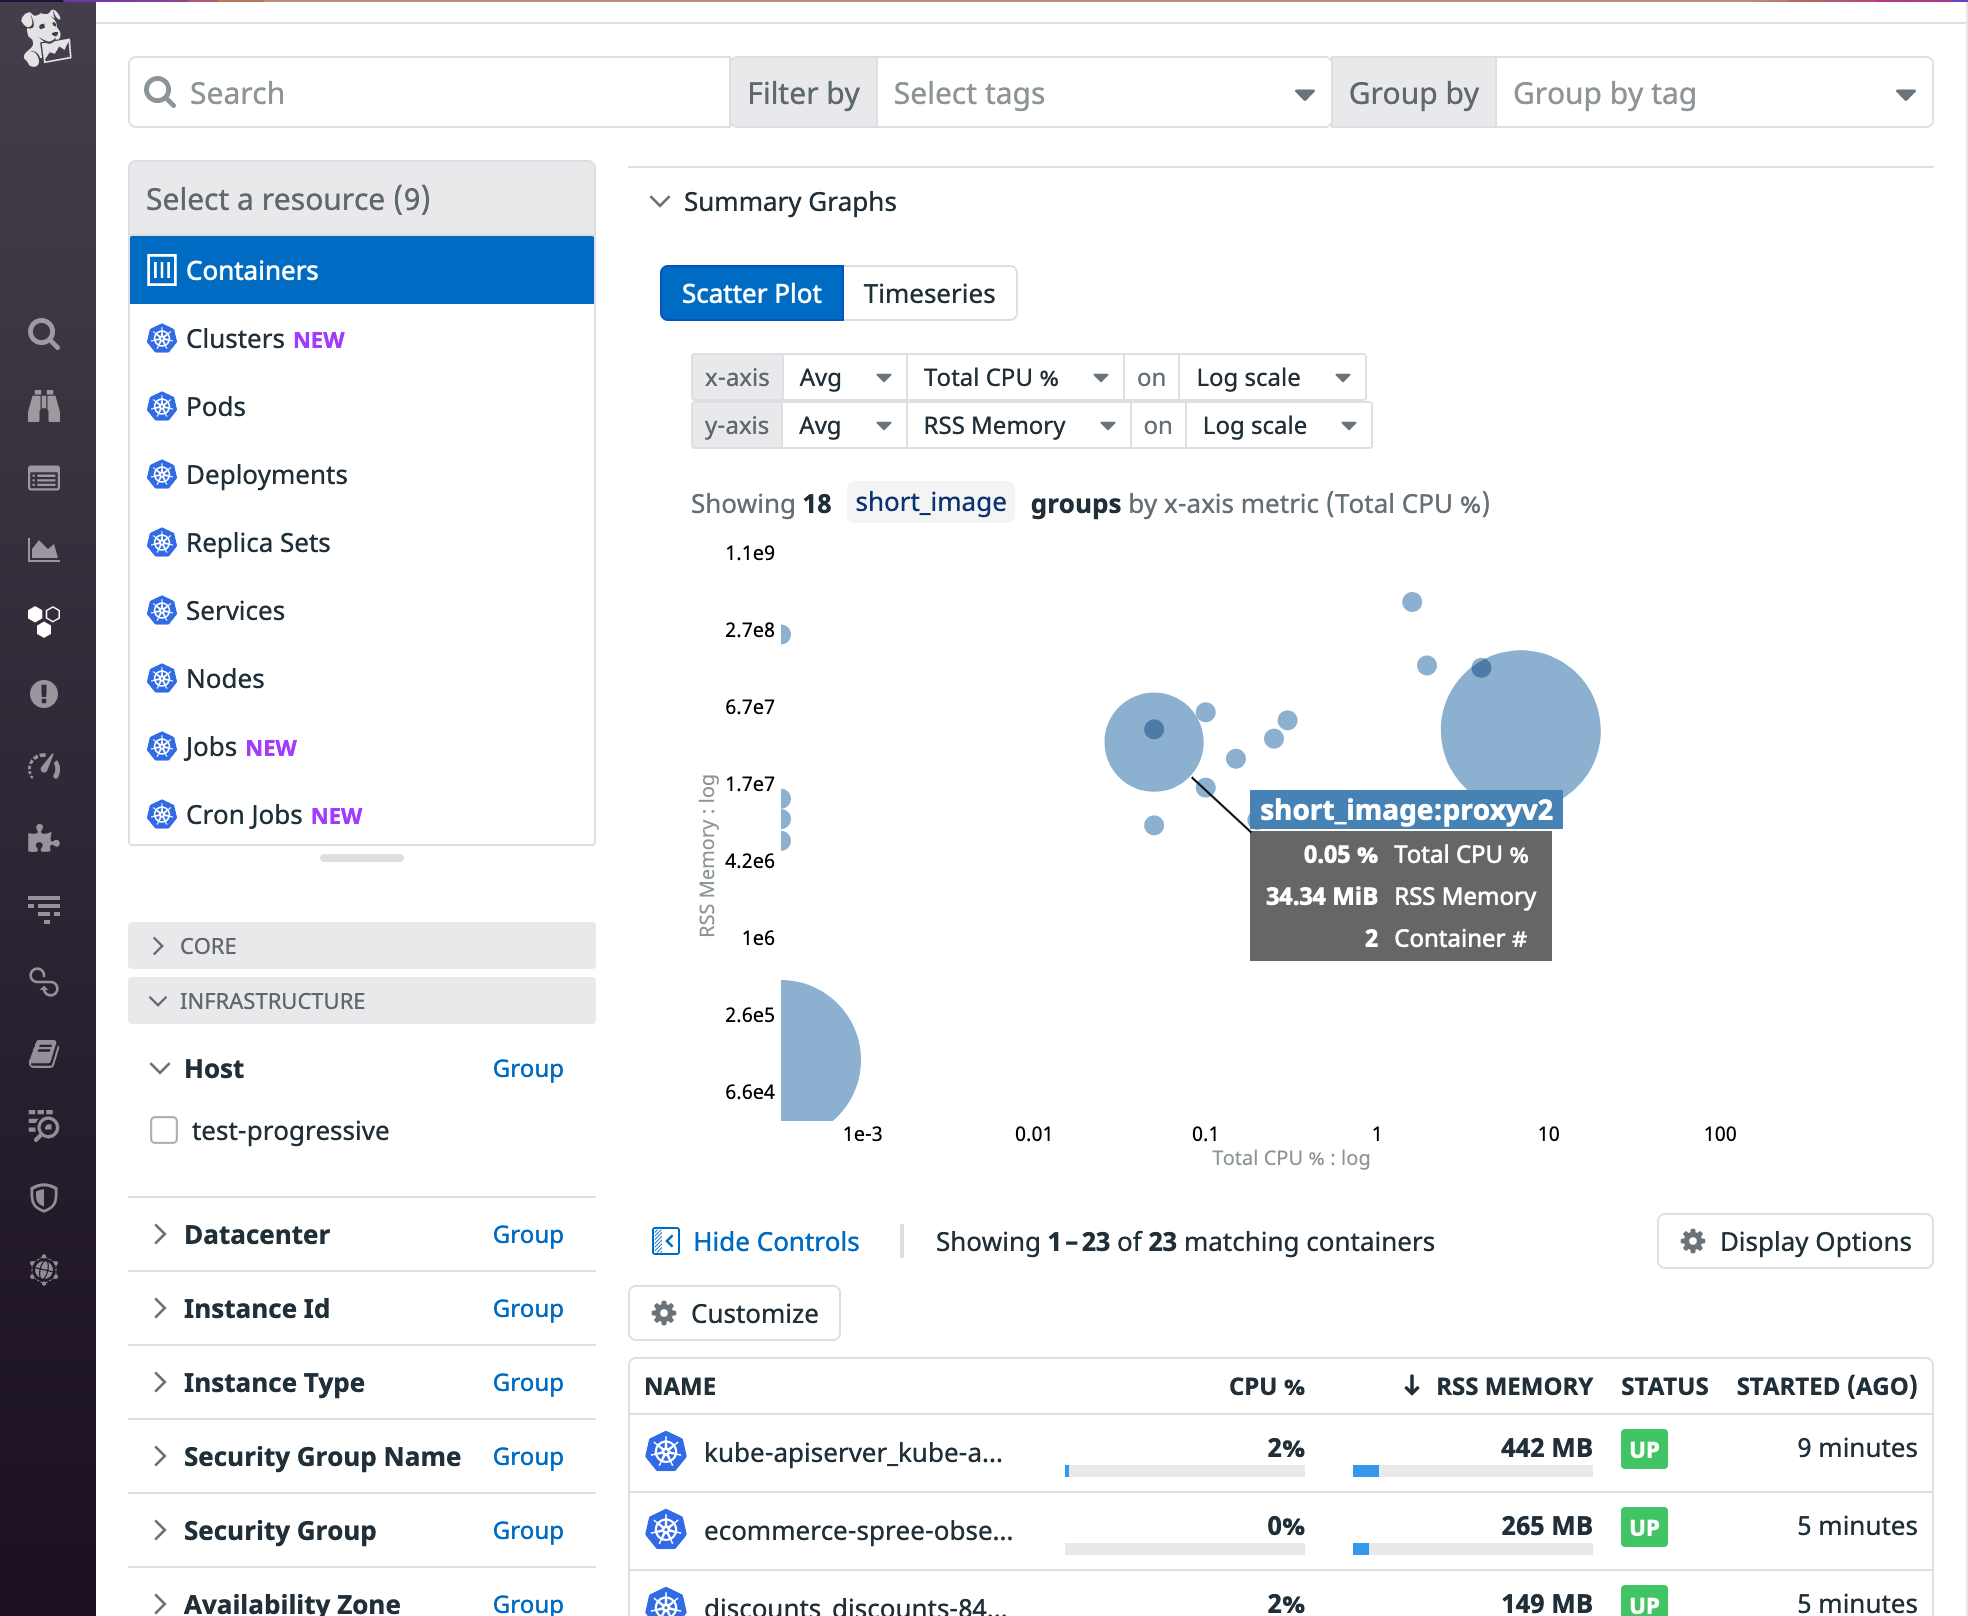 Search Filter by Select tags Group by Group by tag
Select a resource (9)
Containers
Clusters NEW
Pods
Deployments
Replica Sets
Services
Nodes
Jobs NEW
Cron Jobs NEW
CORE
INFRASTRUCTURE
Host Group
test-progressive
Datacenter Group
Instance Id Group
Instance Type Group
Security Group Name Group
Security Group Group
Availability Zone Group
Summary Graphs
Scatter Plot Timeseries
x-axis Avg Total CPU % on Log scale
y-axis Avg RSS Memory on Log scale
Showing 18 short_image groups by x-axis metric (Total CPU %)
1.1e9
2.7e8
6.7e7
1.7e7
4.2e6
1e6
2.6e5
6.6e4
RSS Memory : log
short_image:proxyv2
0.05 % Total CPU %
34.34 MiB RSS Memory
2 Container #
1e-3 0.01 0.1 1 10 100
Total CPU % : log
Hide Controls Showing 1–23 of 23 matching containers Display Options
Customize
NAME CPU % RSS MEMORY STATUS STARTED (AGO)
kube-apiserver_kube-a... 2% 442 MB UP 9 minutes
ecommerce-spree-obse... 0% 265 MB UP 5 minutes
discounts_discounts-84... 2% 149 MB UP 5 minutes